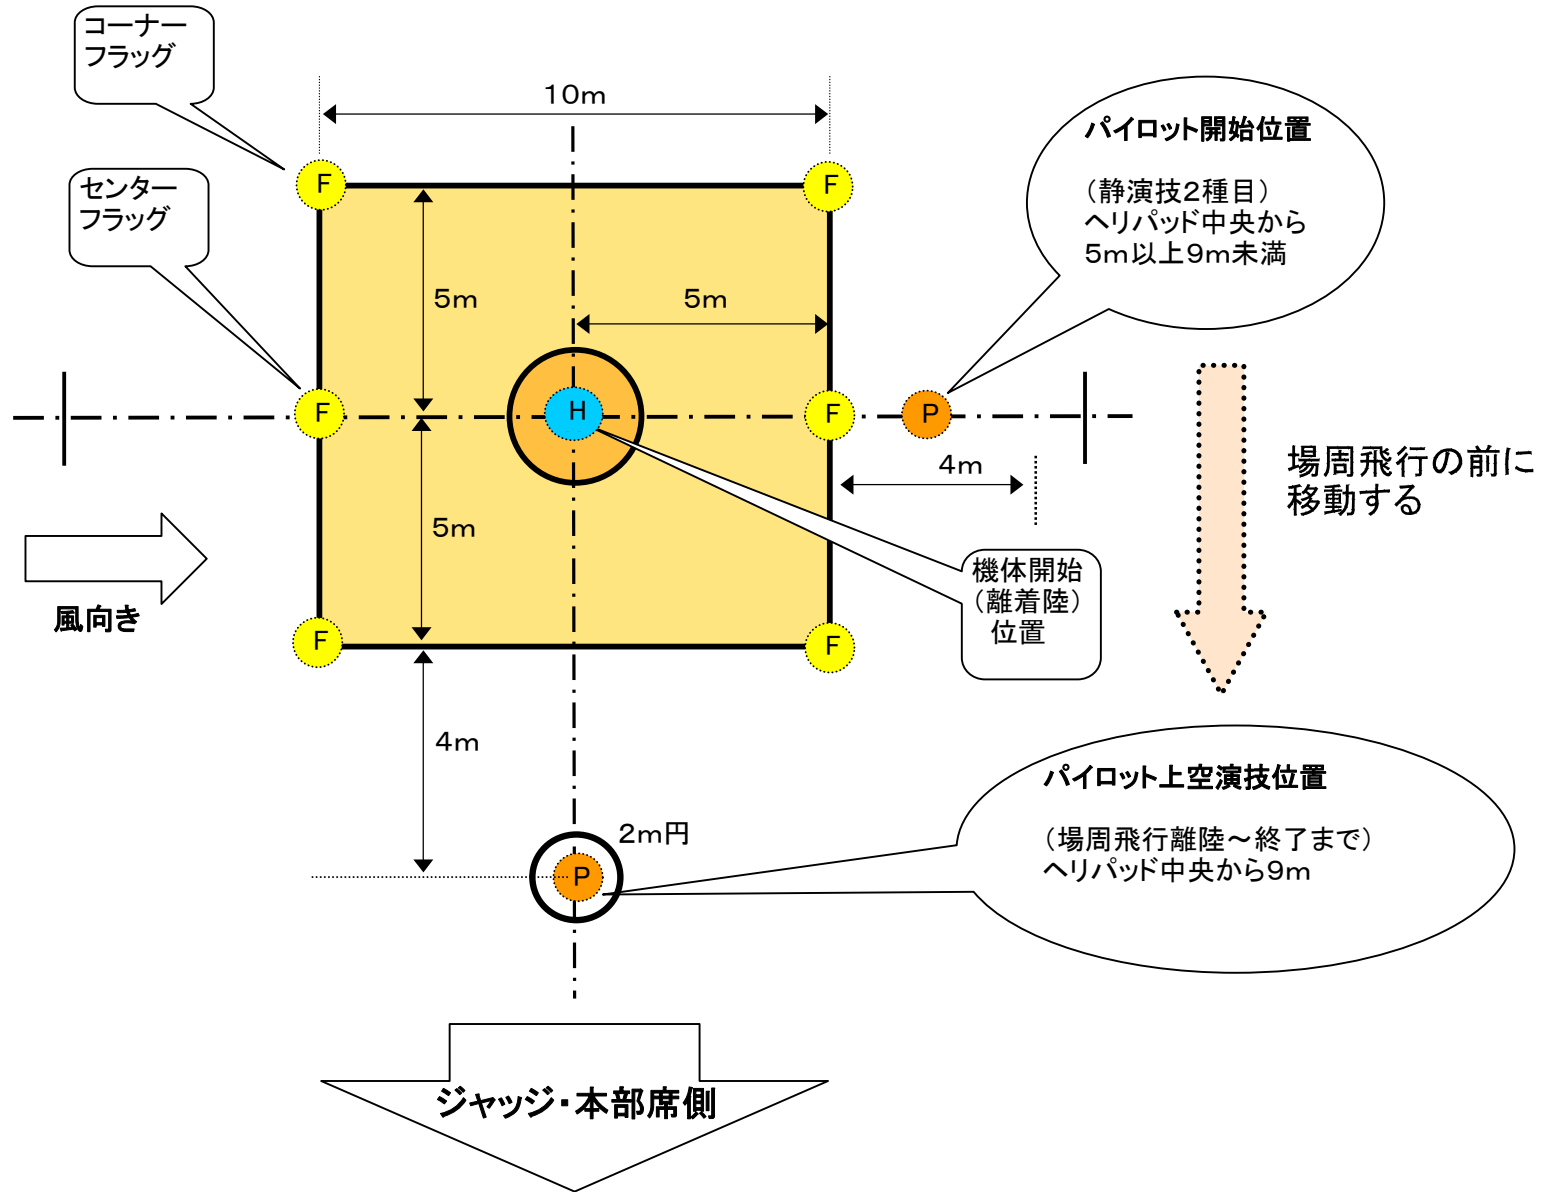 コーナー
フラッグ
10m
パイロット開始位置
(静演技2種目)
ヘリパッド中央から
5m以上9m未満
センター
フラッグ
F
F
5m
5m
F
H
F
P
4m
場周飛行の前に
移動する
5m
機体開始
(離着陸)
位置
風向き
F
F
4m
パイロット上空演技位置
(場周飛行離陸~終了まで)
ヘリパッド中央から9m
2m円
P
ジャッジ・本部席側